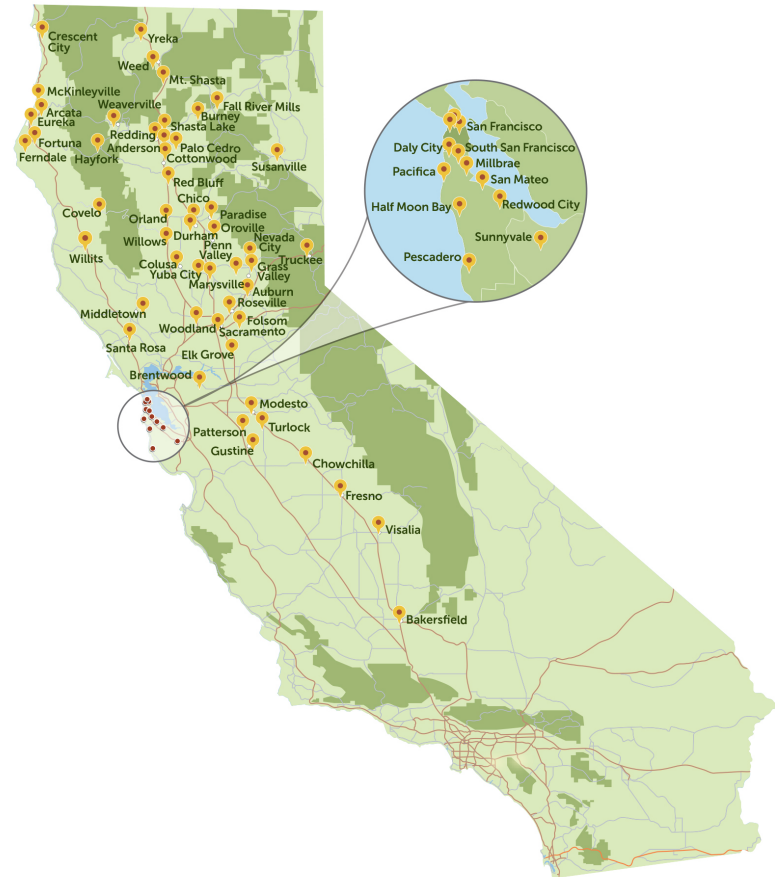 Crescent
City
Yreka
Weed
Mt. Shasta
McKinleyville
Arcata
Eureka
Fortuna
Ferndale
Weaverville
Hayfork
Redding
Anderson
Shasta Lake
Burney
Fall River Mills
Palo Cedro
Cottonwood
Susanville
Red Bluff
Covelo
Willits
Orland
Chico
Paradise
Willows
Durham
Oroville
Colusa
Yuba City
Penn
Valley
Nevada
City
Grass
Valley
Truckee
Marysville
Auburn
Middletown
Roseville
Woodland
Folsom
Sacramento
Santa Rosa
Elk Grove
Brentwood
San Francisco
Daly City
South San Francisco
Millbrae
Pacifica
San Mateo
Half Moon Bay
Redwood City
Sunnyvale
Pescadero
Modesto
Turlock
Patterson
Gustine
Chowchilla
Fresno
Visalia
Bakersfield